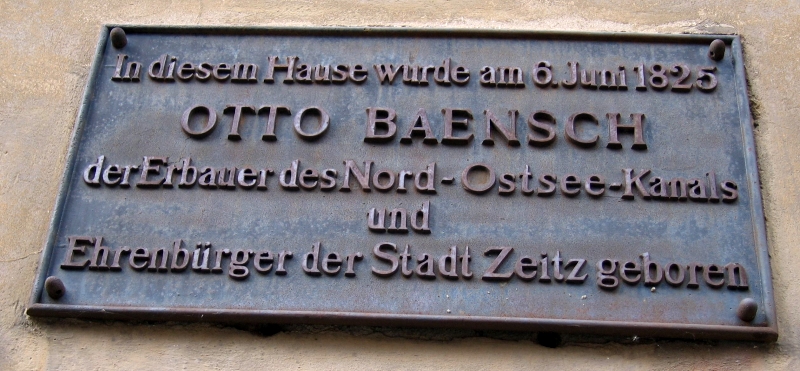 In diesem Hause wurde am 6. Juni 1825
OTTO BAENSCH
der Erbauer des Nord-Ostsee-Kanals
und
Ehrenbürger der Stadt Zeitz geboren